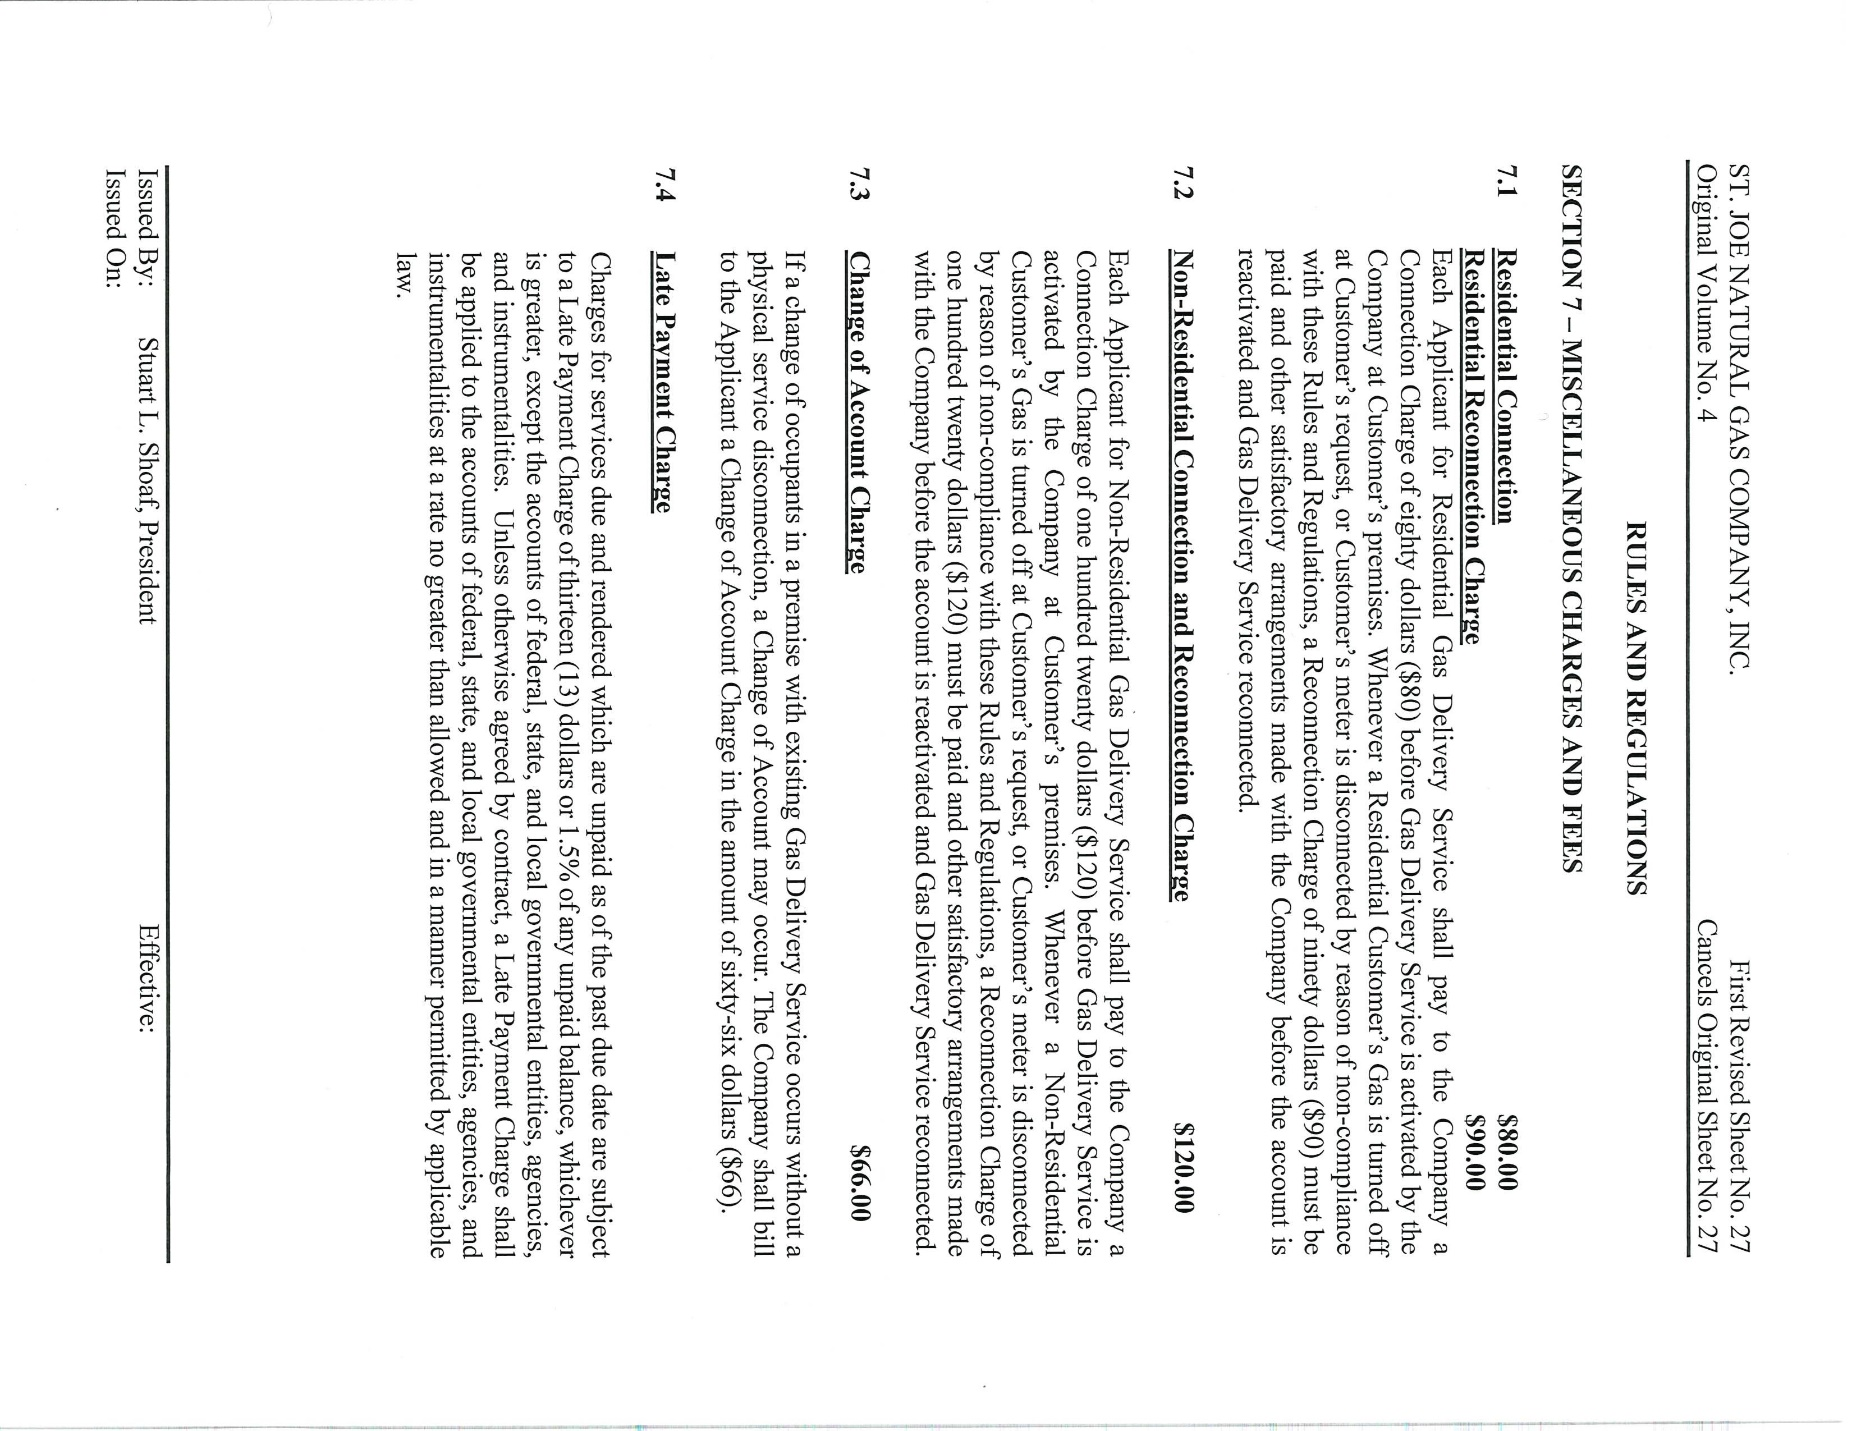 ST. JOE NATURAL GAS COMPANY, INC. First Revised Sheet No. 27
Original Volume No. 4 Cancels Original Sheet No. 27
RULES AND REGULATIONS
SECTION 7 – MISCELLANEOUS CHARGES AND FEES
7.1 Residential Connection $80.00
Residential Reconnection Charge $90.00
Each Applicant for Residential Gas Delivery Service shall pay to the Company a
Connection Charge of eighty dollars ($80) before Gas Delivery Service is activated by the
Company at Customer's premises. Whenever a Residential Customer's Gas is turned off
at Customer's request, or Customer's meter is disconnected by reason of non-compliance
with these Rules and Regulations, a Reconnection Charge of ninety dollars ($90) must be
paid and other satisfactory arrangements made with the Company before the account is
reactivated and Gas Delivery Service reconnected.
7.2 Non-Residential Connection and Reconnection Charge $120.00
Each Applicant for Non-Residential Gas Delivery Service shall pay to the Company a
Connection Charge of one hundred twenty dollars ($120) before Gas Delivery Service is
activated by the Company at Customer's premises. Whenever a Non-Residential
Customer's Gas is turned off at Customer's request, or Customer's meter is disconnected
by reason of non-compliance with these Rules and Regulations, a Reconnection Charge of
one hundred twenty dollars ($120) must be paid and other satisfactory arrangements made
with the Company before the account is reactivated and Gas Delivery Service reconnected.
7.3 Change of Account Charge $66.00
If a change of occupants in a premise with existing Gas Delivery Service occurs without a
physical service disconnection, a Change of Account may occur. The Company shall bill
to the Applicant a Change of Account Charge in the amount of sixty-six dollars ($66).
7.4 Late Payment Charge
Charges for services due and rendered which are unpaid as of the past due date are subject
to a Late Payment Charge of thirteen (13) dollars or 1.5% of any unpaid balance, whichever
is greater, except the accounts of federal, state, and local governmental entities, agencies,
and instrumentalities. Unless otherwise agreed by contract, a Late Payment Charge shall
be applied to the accounts of federal, state, and local governmental entities, agencies, and
instrumentalities at a rate no greater than allowed and in a manner permitted by applicable
law.
Issued By: Stuart L. Shoaf, President Effective:
Issued On: